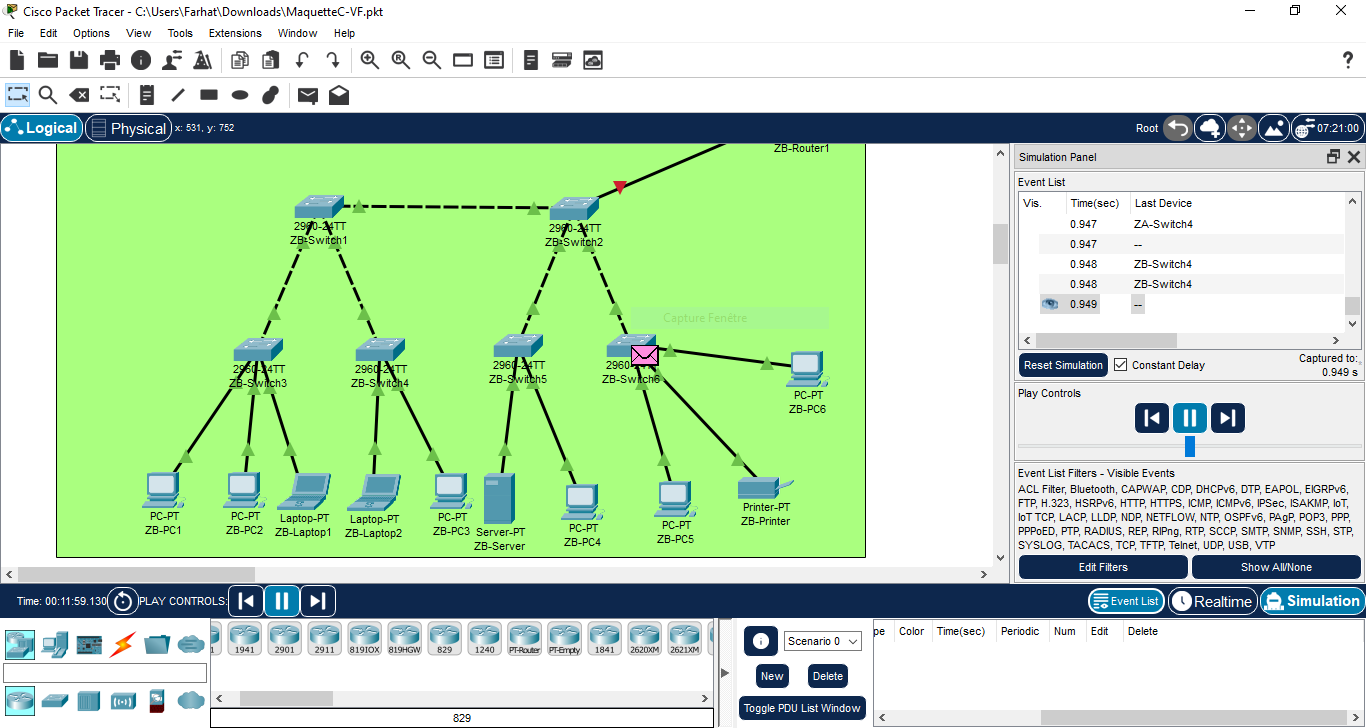 Cisco Packet Tracer - C:\Users\Farhat\Downloads\MaquetteC-VF.pkt
File Edit Options View Tools Extensions Window Help
?
Logical Physical x: 531, y: 752 Root 07:21:00
ZB-Router1
2960-24TT
ZB-Switch1
2960-24TT
ZB-Switch2
Capture Fenêtre
2960-24TT
ZB-Switch3
2960-24TT
ZB-Switch4
2960-24TT
ZB-Switch5
ZB-Switch6
PC-PT
ZB-PC6
PC-PT
ZB-PC1
PC-PT
ZB-PC2
Laptop-PT
ZB-Laptop1
Laptop-PT
ZB-Laptop2
PC-PT
ZB-PC3
Server-PT
ZB-Server
PC-PT
ZB-PC4
PC-PT
ZB-PC5
Printer-PT
ZB-Printer
Simulation Panel
Event List
Vis. Time(sec) Last Device
0.947 ZA-Switch4
0.947 --
0.948 ZB-Switch4
0.948 ZB-Switch4
0.949 --
Reset Simulation Constant Delay Captured to:
0.949 s
Play Controls
Event List Filters - Visible Events
ACL Filter, Bluetooth, CAPWAP, CDP, DHCPv6, DTP, EAPOL, EIGRPv6,
FTP, H.323, HSRPv6, HTTP, HTTPS, ICMP, ICMPv6, IPSec, ISAKMP, IoT,
IoT TCP, LACP, LLDP, NDP, NETFLOW, NTP, OSPFv6, PAgP, POP3, PPP,
PPPoED, PTP, RADIUS, REP, RIPng, RTP, SCCP, SMTP, SNMP, SSH, STP,
SYSLOG, TACACS, TCP, TFTP, Telnet, UDP, USB, VTP
Edit Filters Show All/None
Time: 00:11:59.130 PLAY CONTROLS: Event List Realtime Simulation
1941 2901 2911 819IOX 819HGW 829 1240 PT-Router PT-Empty 1841 2620XM 2621XM
829
Scenario 0
New Delete
Toggle PDU List Window
pe Color Time(sec) Periodic Num Edit Delete